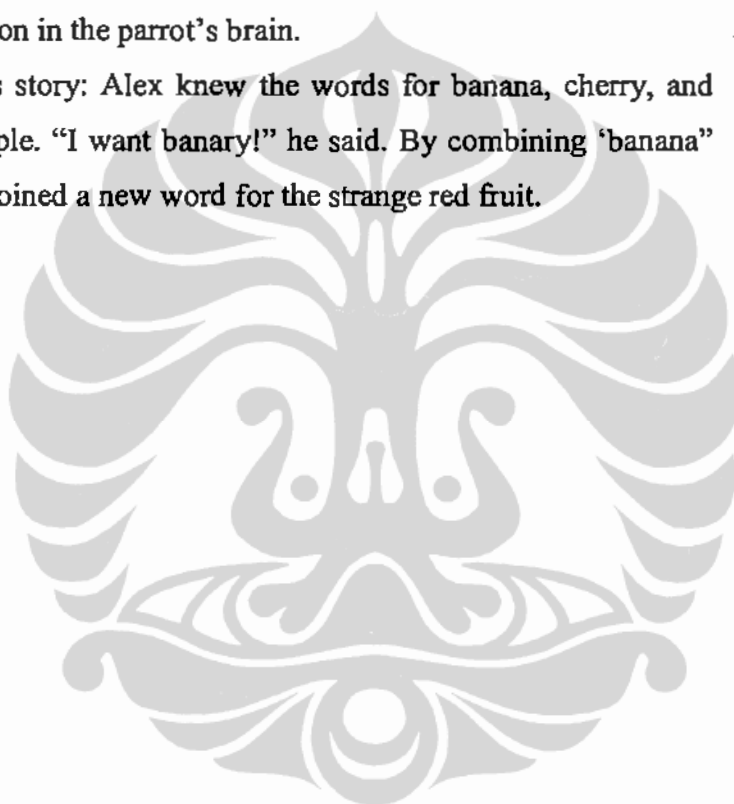 on in the parrot's brain.
story: Alex knew the words for banana, cherry, and
ple. "I want banary!" he said. By combining 'banana"
oined a new word for the strange red fruit.